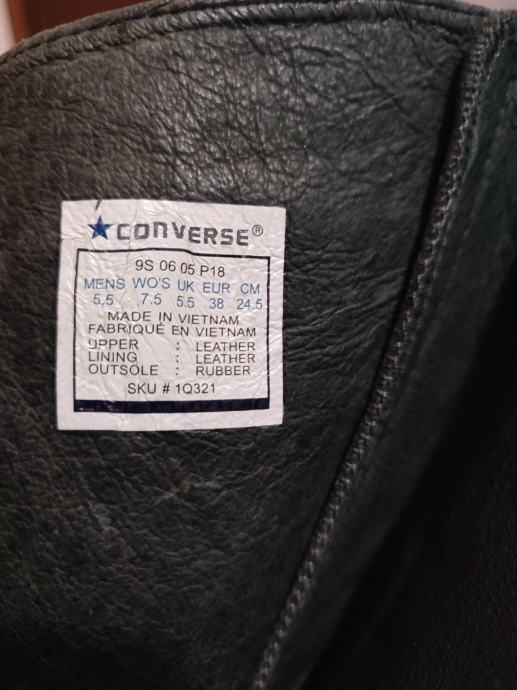 CONVERSE®
9S 06 05 P18
MENS WO'S UK EUR CM
5.5 7.5 5.5 38 24.5
MADE IN VIETNAM
FABRIQUÉ EN VIETNAM
UPPER : LEATHER
LINING : LEATHER
OUTSOLE : RUBBER
SKU # 1Q321